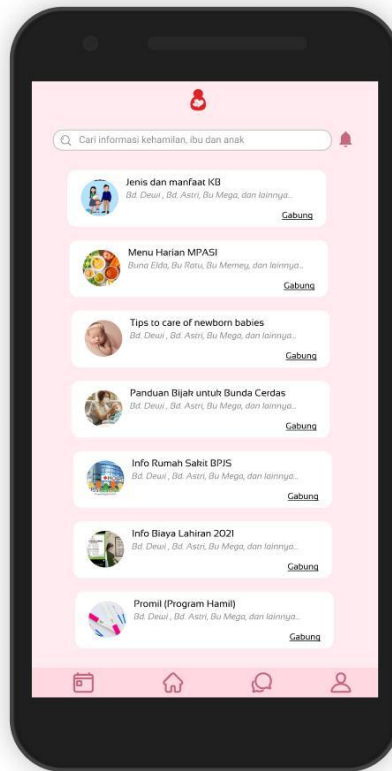 Cari informasi kehamilan, ibu dan anak
Jenis dan manfaat KB
Bd. Dewi , Bd. Astri, Bu Mega, dan lainnya..
Gabung
Menu Harian MPASI
Buna Elda, Bu Ratu, Bu Memey, dan lainnya..
Gabung
Tips to care of newborn babies
Bd. Dewi , Bd. Astri, Bu Mega, dan lainnya..
Gabung
Panduan Bijak untuk Bunda Cerdas
Bd. Dewi , Bd. Astri, Bu Mega, dan lainnya..
Gabung
Info Rumah Sakit BPJS
Bd. Dewi , Bd. Astri, Bu Mega, dan lainnya..
Gabung
Info Biaya Lahiran 2021
Bd. Dewi , Bd. Astri, Bu Mega, dan lainnya..
Gabung
Promil (Program Hamil)
Bd. Dewi , Bd. Astri, Bu Mega, dan lainnya..
Gabung